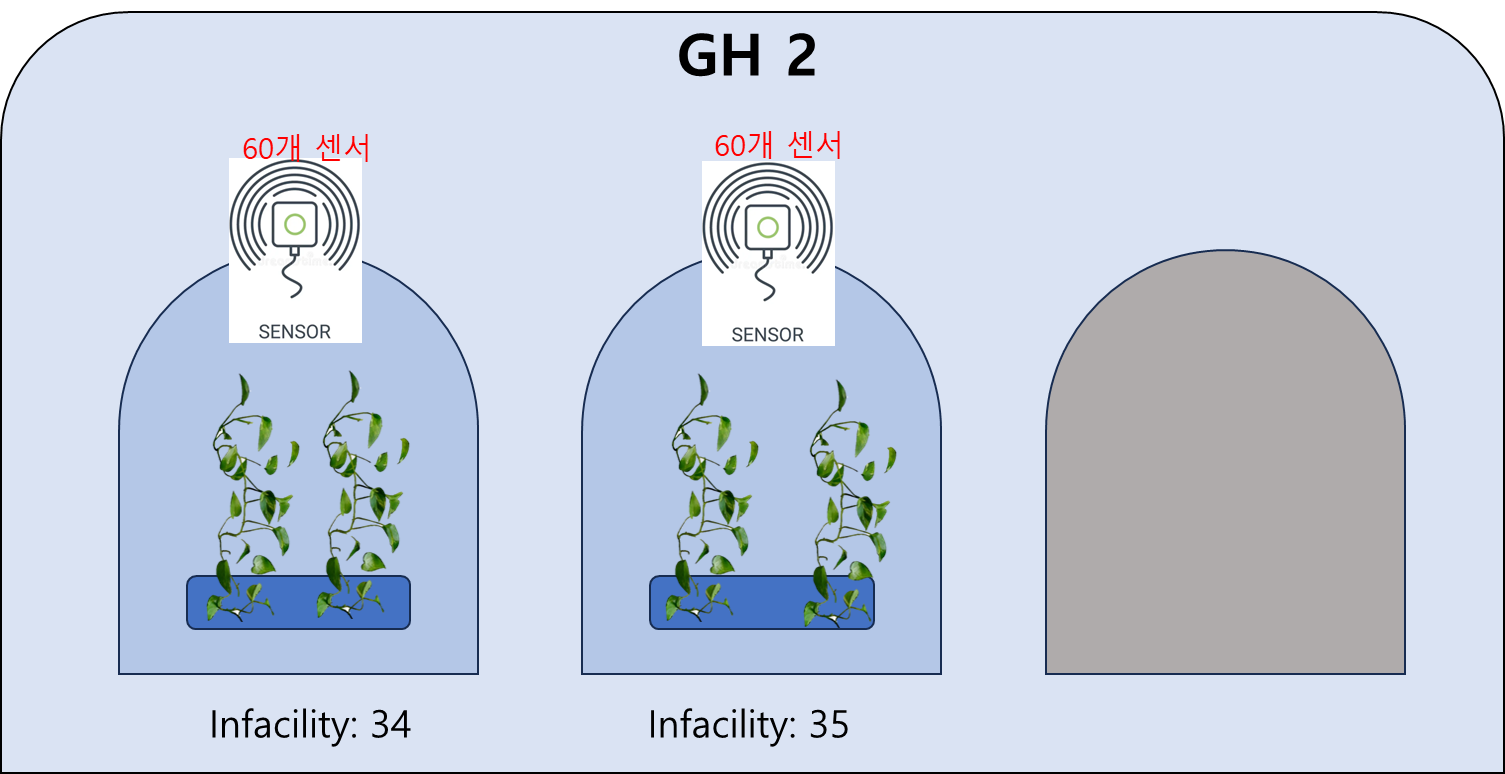 GH 2
60개 센서
60개 센서
SENSOR
SENSOR
Infacility: 34
Infacility: 35